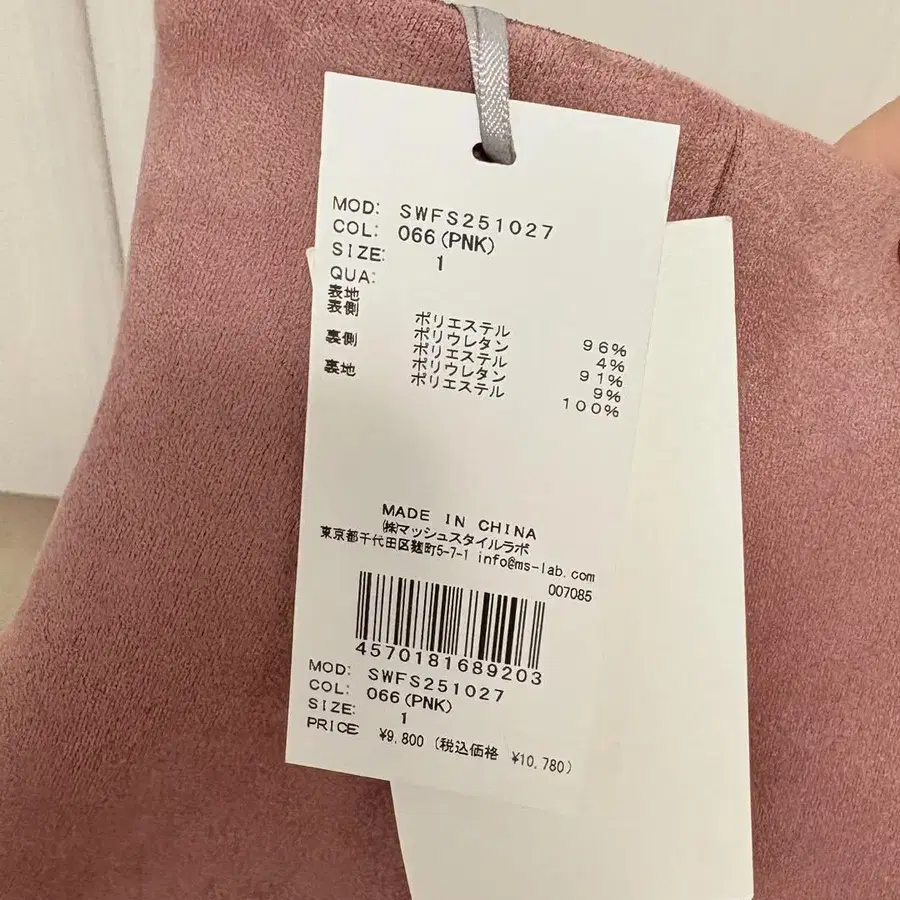 MOD: SWFS251027
COL: 066(PNK)
SIZE: 1
QUA:
表地
表側 ポリエステル 96%
ポリウレタン 4%
裏側 ポリエステル 91%
ポリウレタン 9%
裏地 ポリエステル 100%
MADE IN CHINA
㈱マッシュスタイルラボ
東京都千代田区麹町5-7-1 info@ms-lab.com
007085
4570181689203
MOD: SWFS251027
COL: 066(PNK)
SIZE: 1
PRICE ¥9,800 (税込価格 ¥10,780)